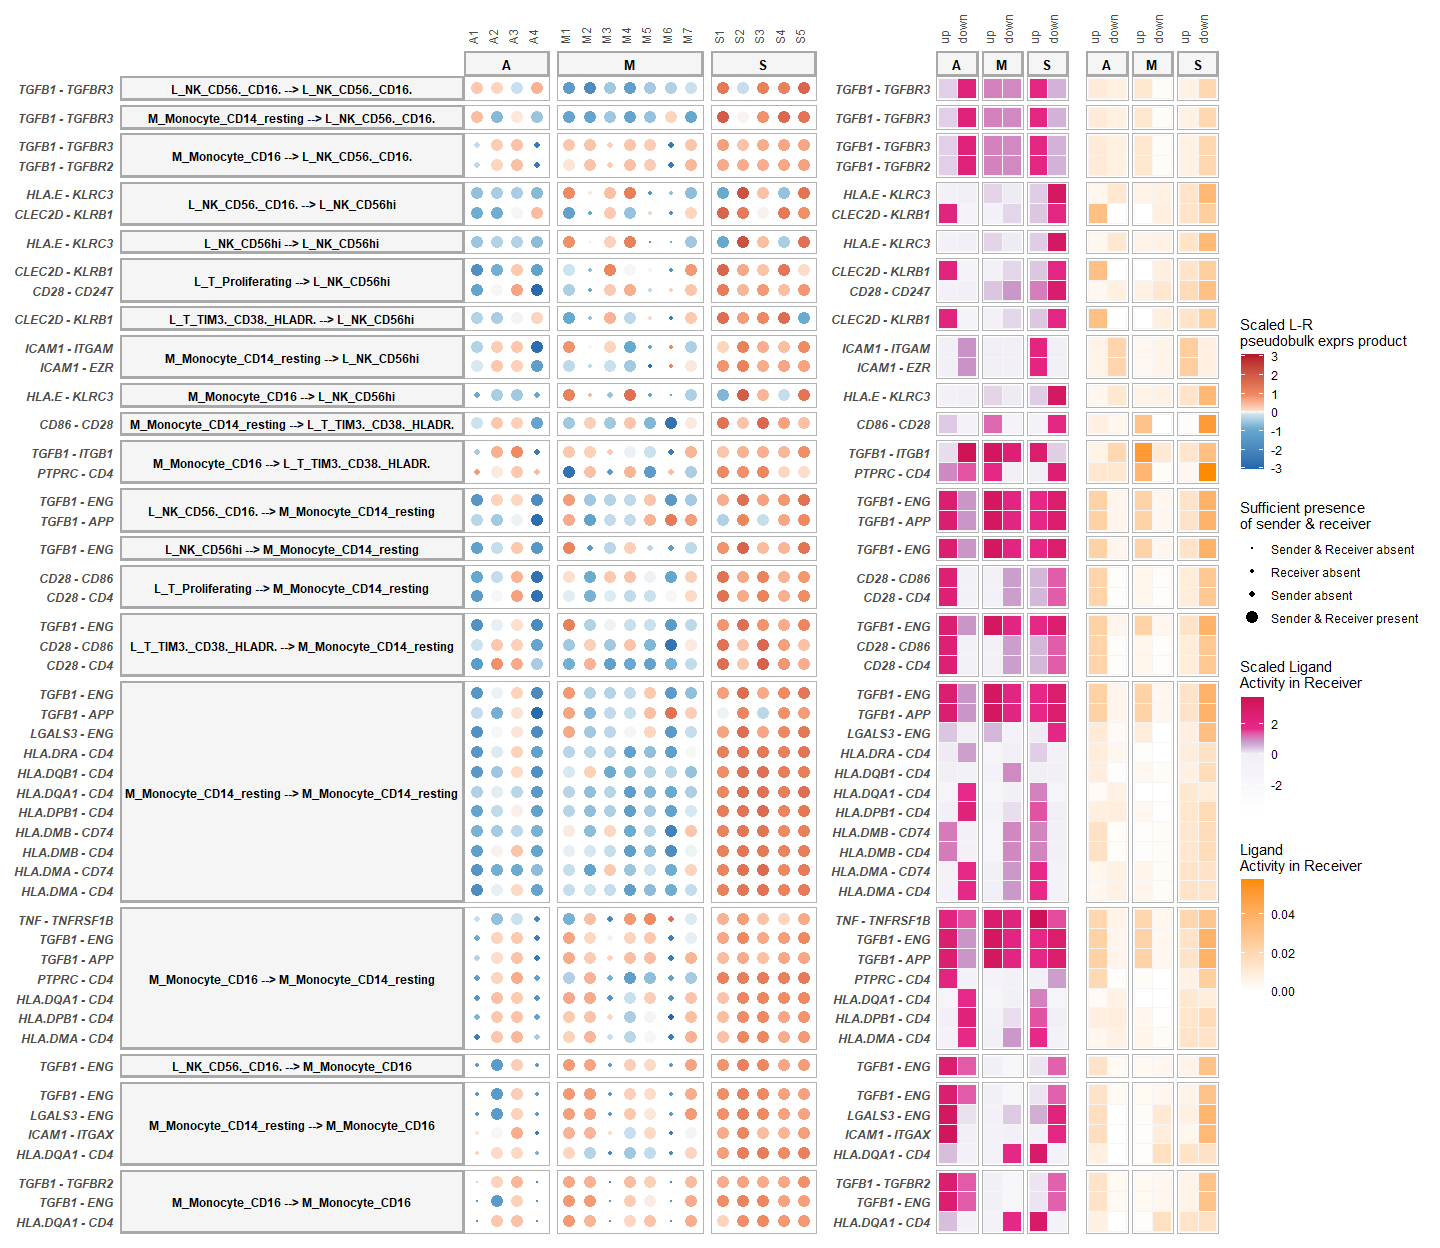 A1 A2 A3 A4 M1 M2 M3 M4 M5 M6 M7 S1 S2 S3 S4 S5 up down up down up down up down up down up down
A M S A M S A M S
TGFB1 - TGFBR3 L_NK_CD56._CD16. --> L_NK_CD56._CD16. TGFB1 - TGFBR3
TGFB1 - TGFBR3 M_Monocyte_CD14_resting --> L_NK_CD56._CD16. TGFB1 - TGFBR3
TGFB1 - TGFBR3 TGFB1 - TGFBR3
M_Monocyte_CD16 --> L_NK_CD56._CD16.
TGFB1 - TGFBR2 TGFB1 - TGFBR2
HLA.E - KLRC3 HLA.E - KLRC3
L_NK_CD56._CD16. --> L_NK_CD56hi
CLEC2D - KLRB1 CLEC2D - KLRB1
HLA.E - KLRC3 L_NK_CD56hi --> L_NK_CD56hi HLA.E - KLRC3
CLEC2D - KLRB1 CLEC2D - KLRB1
L_T_Proliferating --> L_NK_CD56hi
CD28 - CD247 CD28 - CD247
CLEC2D - KLRB1 L_T_TIM3._CD38._HLADR. --> L_NK_CD56hi CLEC2D - KLRB1
ICAM1 - ITGAM ICAM1 - ITGAM
M_Monocyte_CD14_resting --> L_NK_CD56hi
ICAM1 - EZR ICAM1 - EZR
HLA.E - KLRC3 M_Monocyte_CD16 --> L_NK_CD56hi HLA.E - KLRC3
CD86 - CD28 M_Monocyte_CD14_resting --> L_T_TIM3._CD38._HLADR. CD86 - CD28
TGFB1 - ITGB1 TGFB1 - ITGB1
M_Monocyte_CD16 --> L_T_TIM3._CD38._HLADR.
PTPRC - CD4 PTPRC - CD4
TGFB1 - ENG TGFB1 - ENG
L_NK_CD56._CD16. --> M_Monocyte_CD14_resting
TGFB1 - APP TGFB1 - APP
TGFB1 - ENG L_NK_CD56hi --> M_Monocyte_CD14_resting TGFB1 - ENG
CD28 - CD86 CD28 - CD86
L_T_Proliferating --> M_Monocyte_CD14_resting
CD28 - CD4 CD28 - CD4
TGFB1 - ENG TGFB1 - ENG
CD28 - CD86 L_T_TIM3._CD38._HLADR. --> M_Monocyte_CD14_resting CD28 - CD86
CD28 - CD4 CD28 - CD4
TGFB1 - ENG TGFB1 - ENG
TGFB1 - APP TGFB1 - APP
LGALS3 - ENG LGALS3 - ENG
HLA.DRA - CD4 HLA.DRA - CD4
HLA.DQB1 - CD4 HLA.DQB1 - CD4
HLA.DQA1 - CD4 M_Monocyte_CD14_resting --> M_Monocyte_CD14_resting HLA.DQA1 - CD4
HLA.DPB1 - CD4 HLA.DPB1 - CD4
HLA.DMB - CD74 HLA.DMB - CD74
HLA.DMB - CD4 HLA.DMB - CD4
HLA.DMA - CD74 HLA.DMA - CD74
HLA.DMA - CD4 HLA.DMA - CD4
TNF - TNFRSF1B TNF - TNFRSF1B
TGFB1 - ENG TGFB1 - ENG
TGFB1 - APP TGFB1 - APP
PTPRC - CD4 M_Monocyte_CD16 --> M_Monocyte_CD14_resting PTPRC - CD4
HLA.DQA1 - CD4 HLA.DQA1 - CD4
HLA.DPB1 - CD4 HLA.DPB1 - CD4
HLA.DMA - CD4 HLA.DMA - CD4
TGFB1 - ENG L_NK_CD56._CD16. --> M_Monocyte_CD16 TGFB1 - ENG
TGFB1 - ENG TGFB1 - ENG
LGALS3 - ENG LGALS3 - ENG
M_Monocyte_CD14_resting --> M_Monocyte_CD16
ICAM1 - ITGAX ICAM1 - ITGAX
HLA.DQA1 - CD4 HLA.DQA1 - CD4
TGFB1 - TGFBR2 TGFB1 - TGFBR2
TGFB1 - ENG M_Monocyte_CD16 --> M_Monocyte_CD16 TGFB1 - ENG
HLA.DQA1 - CD4 HLA.DQA1 - CD4
Scaled L-R
pseudobulk exprs product
3
2
1
0
-1
-2
-3
Sufficient presence
of sender & receiver
Sender & Receiver absent
Receiver absent
Sender absent
Sender & Receiver present
Scaled Ligand
Activity in Receiver
2
0
-2
Ligand
Activity in Receiver
0.04
0.02
0.00